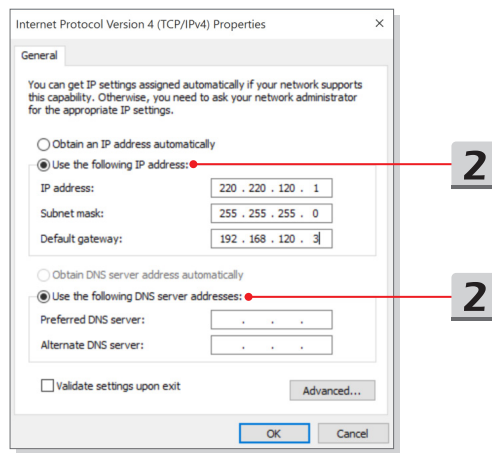 Internet Protocol Version 4 (TCP/IPv4) Properties
General
You can get IP settings assigned automatically if your network supports
this capability. Otherwise, you need to ask your network administrator
for the appropriate IP settings.
Obtain an IP address automatically
Use the following IP address:
2
IP address: 220 . 220 . 120 . 1
Subnet mask: 255 . 255 . 255 . 0
Default gateway: 192 . 168 . 120 . 3
Obtain DNS server address automatically
Use the following DNS server addresses:
2
Preferred DNS server: . . .
Alternate DNS server: . . .
Validate settings upon exit
Advanced...
OK Cancel